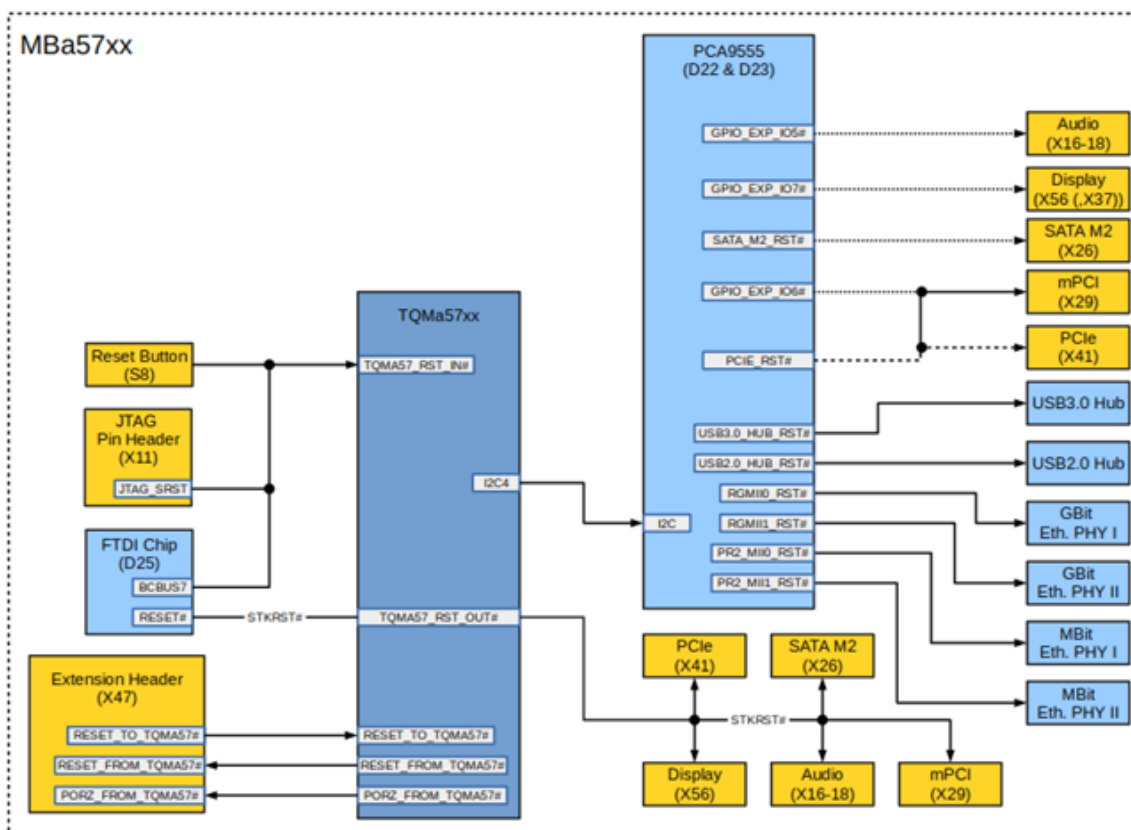 MBa57xx
PCA9555
(D22 & D23)
GPIO_EXP_IO5#
GPIO_EXP_IO7#
SATA_M2_RST#
GPIO_EXP_IO6#
PCIE_RST#
USB3.0_HUB_RST#
USB2.0_HUB_RST#
RGMII0_RST#
I2C
RGMII1_RST#
PR2_MII0_RST#
PR2_MII1_RST#
Audio
(X16-18)
Display
(X56 (,X37))
SATA M2
(X26)
mPCI
(X29)
PCIe
(X41)
USB3.0 Hub
USB2.0 Hub
GBit
Eth. PHY I
GBit
Eth. PHY II
MBit
Eth. PHY I
MBit
Eth. PHY II
TQMa57xx
TQMA57_RST_IN#
I2C4
TQMA57_RST_OUT#
RESET_TO_TQMA57#
RESET_FROM_TQMA57#
PORZ_FROM_TQMA57#
Reset Button
(S8)
JTAG
Pin Header
(X11)
JTAG_SRST
FTDI Chip
(D25)
BCBUS7
RESET#
STKRST#
Extension Header
(X47)
RESET_TO_TQMA57#
RESET_FROM_TQMA57#
PORZ_FROM_TQMA57#
PCIe
(X41)
SATA M2
(X26)
STKRST#
Display
(X56)
Audio
(X16-18)
mPCI
(X29)